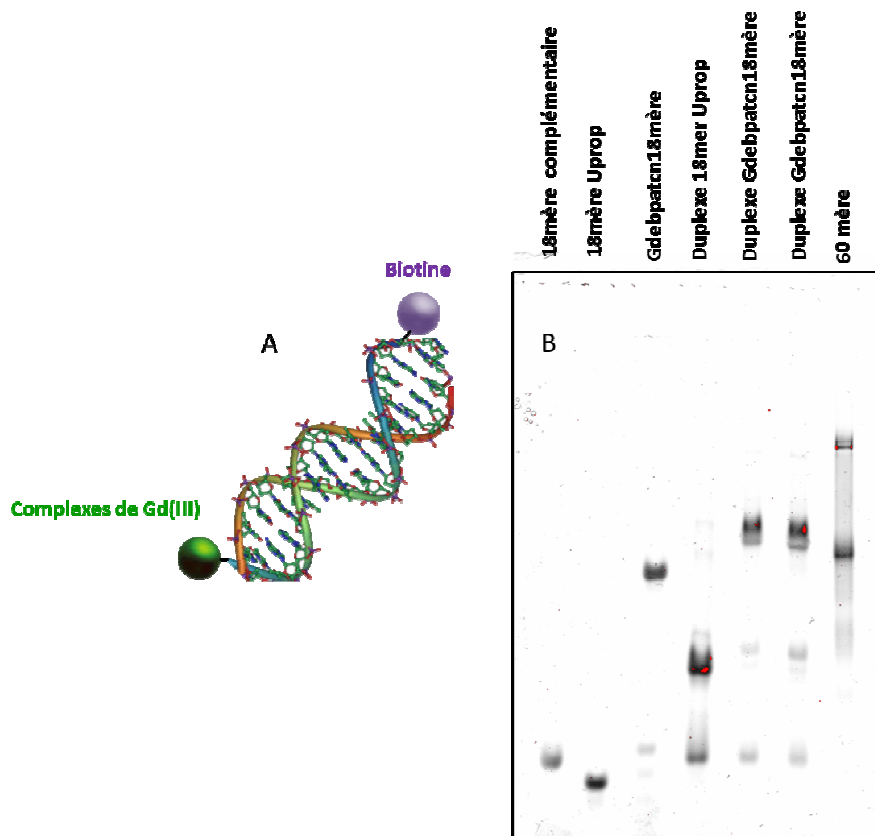 18mère complémentaire
18mère Uprop
Gdebpatcn18mère
Duplexe 18mer Uprop
Duplexe Gdebpatcn18mère
Duplexe Gdebpatcn18mère
60 mère
Biotine
A
B
Complexes de Gd(III)